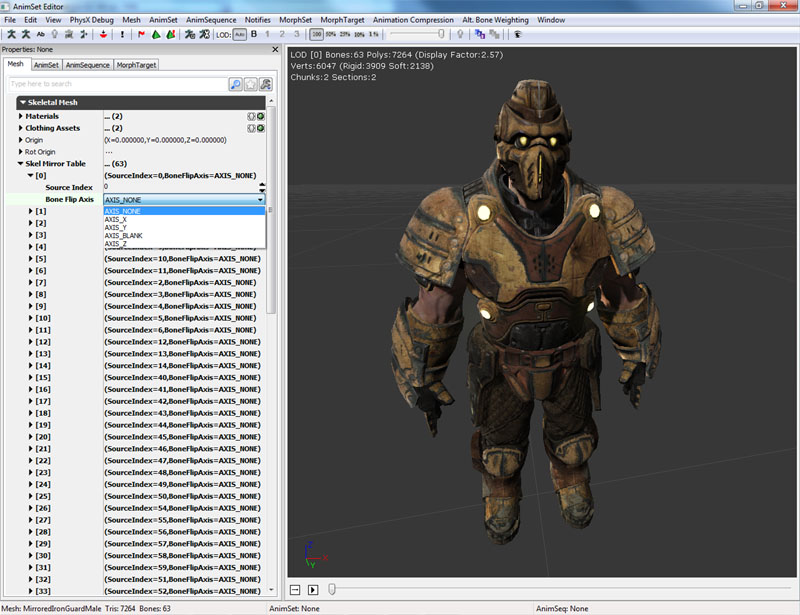 AnimSet Editor
File Edit View PhysX Debug Mesh AnimSet AnimSequence Notifies MorphSet MorphTarget Animation Compression Alt. Bone Weighting Window
LOD: Auto B 1 2 3 100 50% 25% 10% 1%
Properties: None
Mesh AnimSet AnimSequence MorphTarget
Type here to search
Skeletal Mesh
Materials ... (2)
Clothing Assets ... (2)
Origin (X=0.000000,Y=0.000000,Z=0.000000)
Rot Origin ...
Skel Mirror Table ... (63)
[0] (SourceIndex=0,BoneFlipAxis=AXIS_NONE)
Source Index 0
Bone Flip Axis AXIS_NONE
[1] AXIS_NONE
AXIS_X
[2] AXIS_Y
[3] AXIS_BLANK
AXIS_Z
[4]
[5] (SourceIndex=10,BoneFlipAxis=AXIS_NONE)
[6] (SourceIndex=11,BoneFlipAxis=AXIS_NONE)
[7] (SourceIndex=2,BoneFlipAxis=AXIS_NONE)
[8] (SourceIndex=3,BoneFlipAxis=AXIS_NONE)
[9] (SourceIndex=4,BoneFlipAxis=AXIS_NONE)
[10] (SourceIndex=5,BoneFlipAxis=AXIS_NONE)
[11] (SourceIndex=6,BoneFlipAxis=AXIS_NONE)
[12] (SourceIndex=12,BoneFlipAxis=AXIS_NONE)
[13] (SourceIndex=13,BoneFlipAxis=AXIS_NONE)
[14] (SourceIndex=14,BoneFlipAxis=AXIS_NONE)
[15] (SourceIndex=40,BoneFlipAxis=AXIS_NONE)
[16] (SourceIndex=41,BoneFlipAxis=AXIS_NONE)
[17] (SourceIndex=42,BoneFlipAxis=AXIS_NONE)
[18] (SourceIndex=43,BoneFlipAxis=AXIS_NONE)
[19] (SourceIndex=44,BoneFlipAxis=AXIS_NONE)
[20] (SourceIndex=45,BoneFlipAxis=AXIS_NONE)
[21] (SourceIndex=46,BoneFlipAxis=AXIS_NONE)
[22] (SourceIndex=47,BoneFlipAxis=AXIS_NONE)
[23] (SourceIndex=48,BoneFlipAxis=AXIS_NONE)
[24] (SourceIndex=49,BoneFlipAxis=AXIS_NONE)
[25] (SourceIndex=50,BoneFlipAxis=AXIS_NONE)
[26] (SourceIndex=54,BoneFlipAxis=AXIS_NONE)
[27] (SourceIndex=55,BoneFlipAxis=AXIS_NONE)
[28] (SourceIndex=56,BoneFlipAxis=AXIS_NONE)
[29] (SourceIndex=57,BoneFlipAxis=AXIS_NONE)
[30] (SourceIndex=58,BoneFlipAxis=AXIS_NONE)
[31] (SourceIndex=59,BoneFlipAxis=AXIS_NONE)
[32] (SourceIndex=51,BoneFlipAxis=AXIS_NONE)
[33] (SourceIndex=52,BoneFlipAxis=AXIS_NONE)
LOD [0] Bones:63 Polys:7264 (Display Factor:2.57)
Verts:6047 (Rigid:3909 Soft:2138)
Chunks:2 Sections:2
Z
X
Y
Mesh: MirroredIronGuardMale Tris: 7264 Bones: 63 AnimSet: None AnimSeq: None